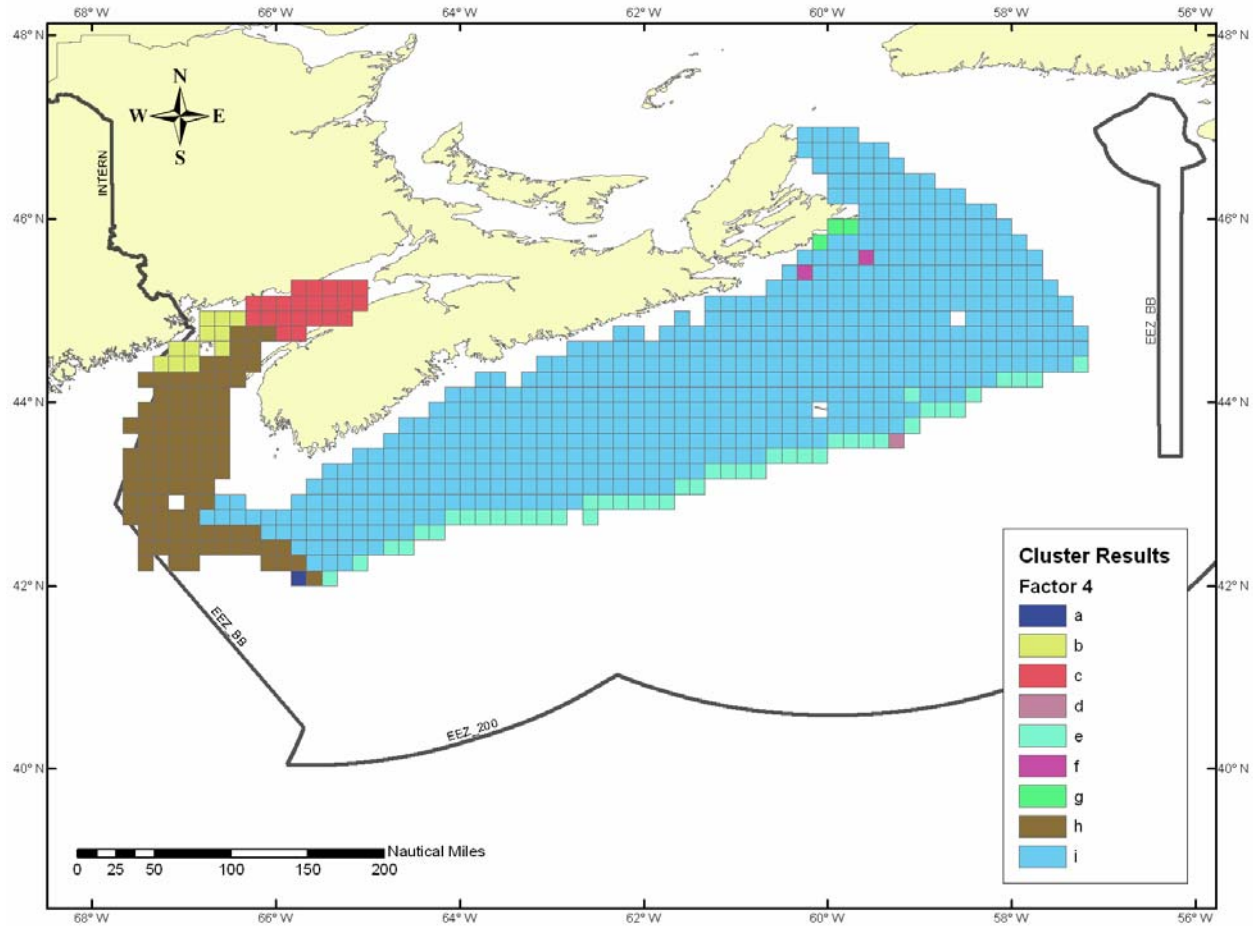 68° W 66° W 64° W 62° W 60° W 58° W 56° W
48° N 48° N
N
W E
S
INTERN
46° N 46° N
EEZ_BB
44° N 44° N
42° N 42° N
EEZ_BB
EEZ_200
40° N 40° N
Cluster Results
Factor 4
a
b
c
d
e
f
g
h
i
Nautical Miles
0 25 50 100 150 200
68° W 66° W 64° W 62° W 60° W 58° W 56° W